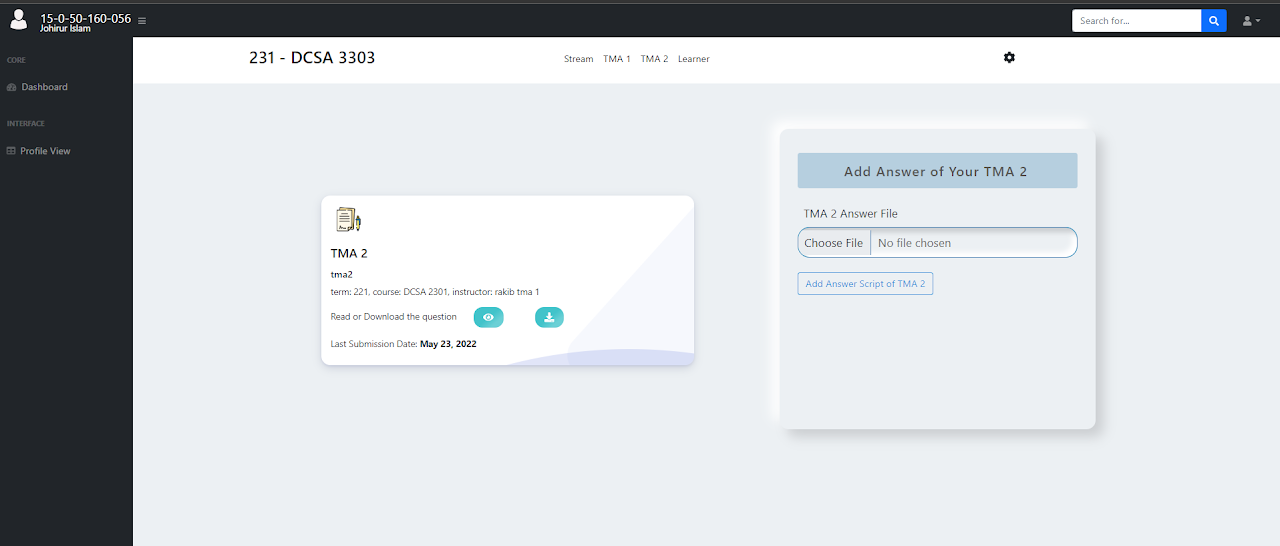 15-0-50-160-056
Johirur Islam
Search for...
CORE
Dashboard
INTERFACE
Profile View
231 - DCSA 3303
Stream TMA 1 TMA 2 Learner
TMA 2
tma2
term: 221, course: DCSA 2301, instructor: rakib tma 1
Read or Download the question
Last Submission Date: May 23, 2022
Add Answer of Your TMA 2
TMA 2 Answer File
Choose File No file chosen
Add Answer Script of TMA 2